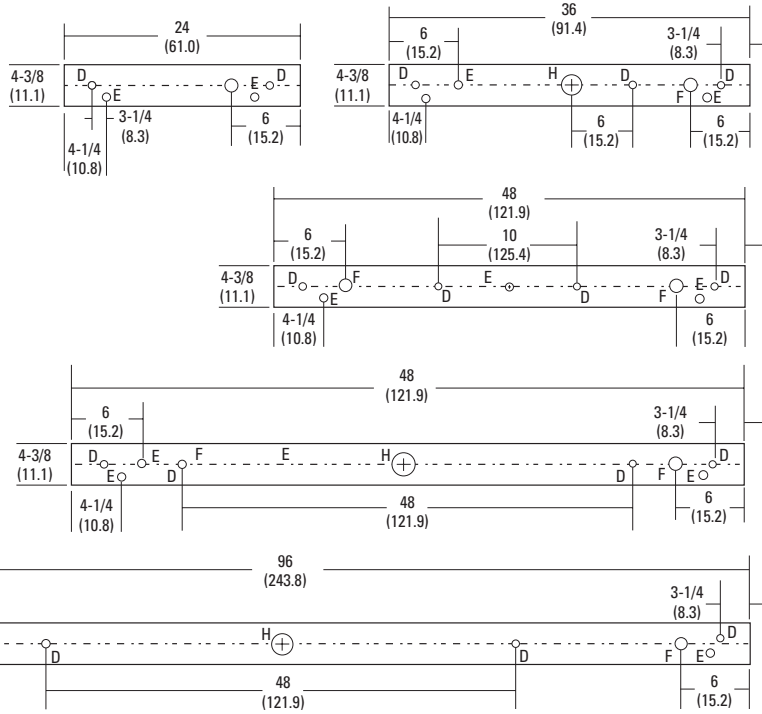 24
(61.0)
4-3/8
(11.1)
D
E
E
D
3-1/4
(8.3)
6
(15.2)
4-1/4
(10.8)
36
(91.4)
6
(15.2)
3-1/4
(8.3)
4-3/8
(11.1)
D
E
H
D
D
F
E
4-1/4
(10.8)
6
(15.2)
6
(15.2)
48
(121.9)
6
(15.2)
10
(125.4)
3-1/4
(8.3)
4-3/8
(11.1)
D
F
E
E
D
D
F
E
D
4-1/4
(10.8)
6
(15.2)
48
(121.9)
6
(15.2)
3-1/4
(8.3)
4-3/8
(11.1)
D
E
F
E
H
D
E
D
D
F
E
4-1/4
(10.8)
48
(121.9)
6
(15.2)
96
(243.8)
3-1/4
(8.3)
H
D
D
D
F
E
48
(121.9)
6
(15.2)